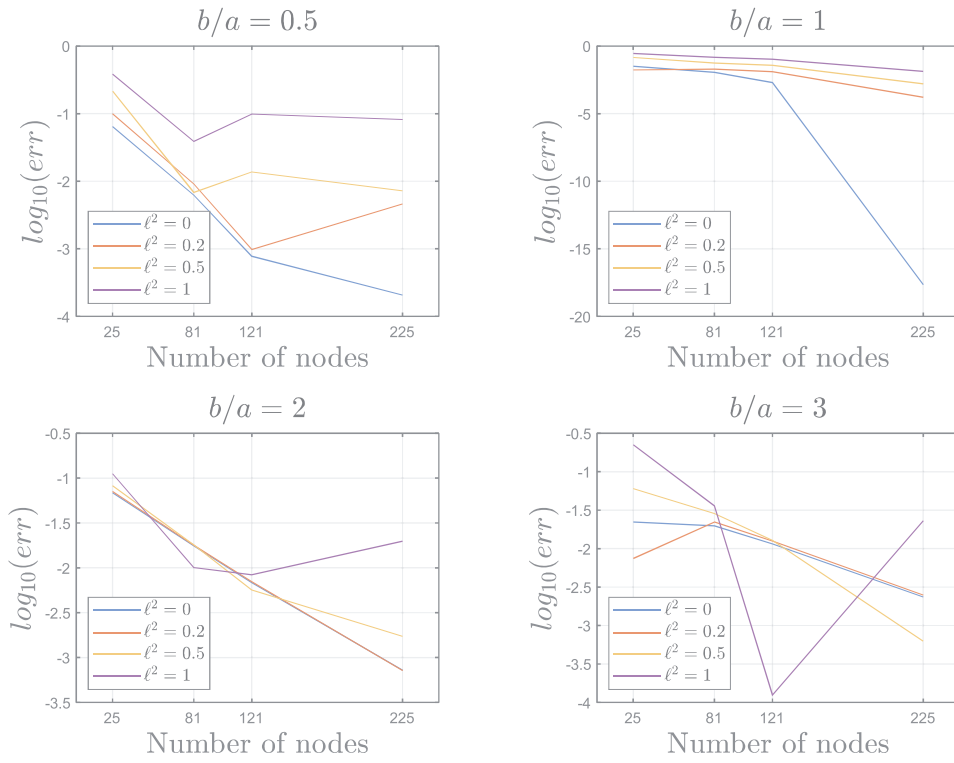 b/a = 0.5
0
-1
-2
-3
-4
log₁₀(err)
ℓ² = 0
ℓ² = 0.2
ℓ² = 0.5
ℓ² = 1
25 81 121 225
Number of nodes
b/a = 1
0
-5
-10
-15
-20
log₁₀(err)
ℓ² = 0
ℓ² = 0.2
ℓ² = 0.5
ℓ² = 1
25 81 121 225
Number of nodes
b/a = 2
-0.5
-1
-1.5
-2
-2.5
-3
-3.5
log₁₀(err)
ℓ² = 0
ℓ² = 0.2
ℓ² = 0.5
ℓ² = 1
25 81 121 225
Number of nodes
b/a = 3
-0.5
-1
-1.5
-2
-2.5
-3
-3.5
-4
log₁₀(err)
ℓ² = 0
ℓ² = 0.2
ℓ² = 0.5
ℓ² = 1
25 81 121 225
Number of nodes